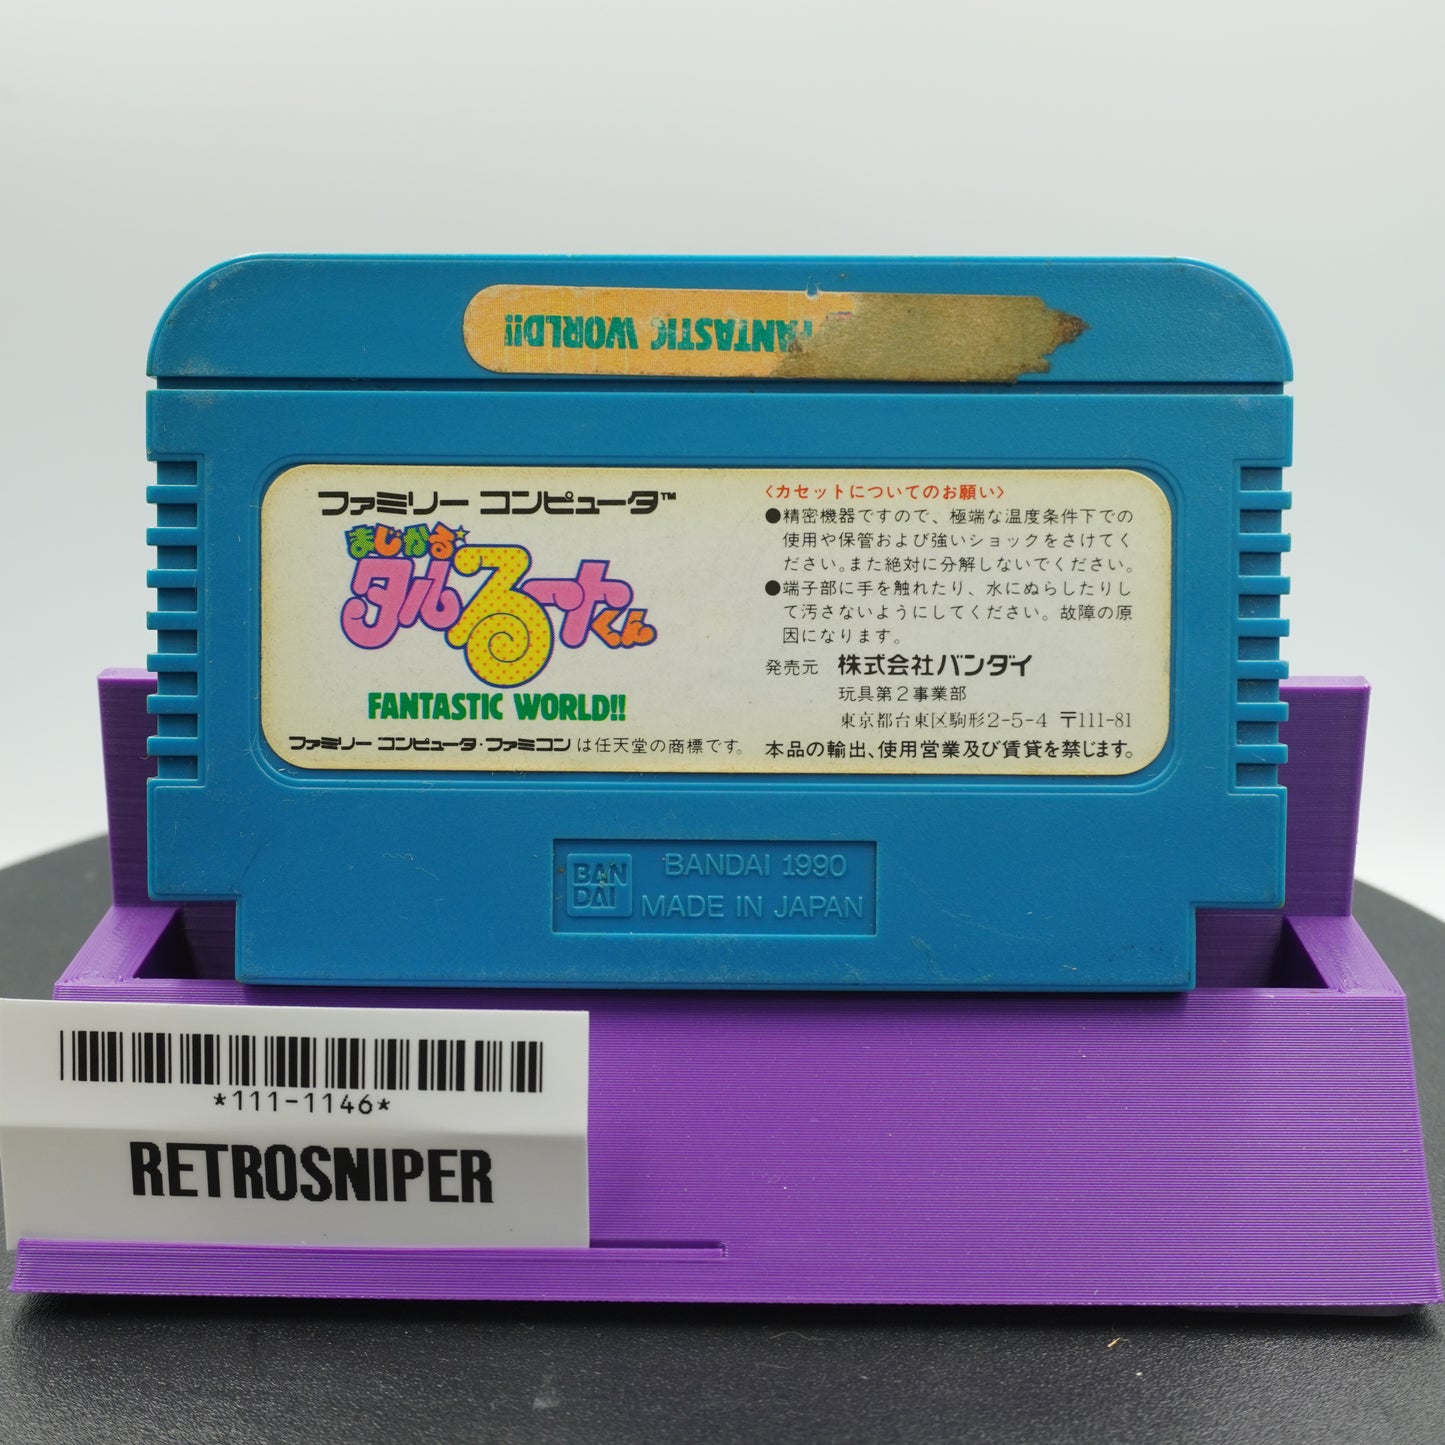 FANTASTIC WORLD!!
ファミリー コンピュータ™
まじかる☆
タルるートくん
FANTASTIC WORLD!!
ファミリー コンピュータ・ファミコン は任天堂の商標です。
〈カセットについてのお願い〉
●精密機器ですので、極端な温度条件下での
使用や保管および強いショックをさけてく
ださい。また絶対に分解しないでください。
●端子部に手を触れたり、水にぬらしたりし
て汚さないようにしてください。故障の原
因になります。
発売元 株式会社バンダイ
玩具第2事業部
東京都台東区駒形2-5-4 〒111-81
本品の輸出、使用営業及び賃貸を禁じます。
BAN
DAI
BANDAI 1990
MADE IN JAPAN
*111-1146*
RETROSNIPER